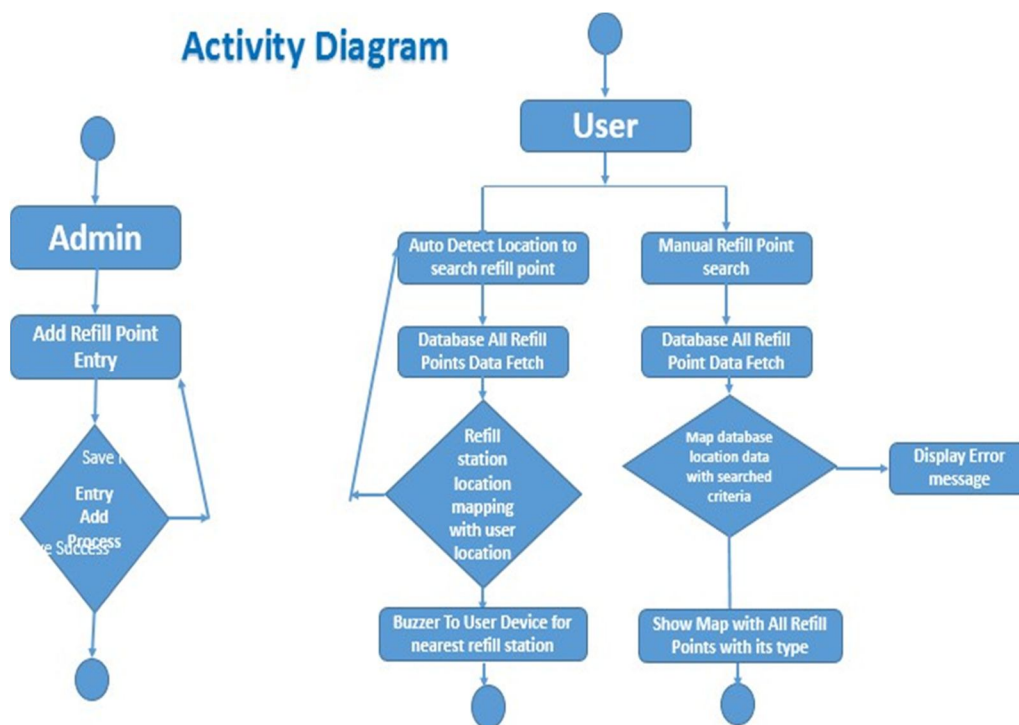 Activity Diagram
User
Admin
Auto Detect Location to
search refill point
Manual Refill Point
search
Add Refill Point
Entry
Database All Refill
Points Data Fetch
Database All Refill
Point Data Fetch
Save
Entry
Add
Process
Success
Refill
station
location
mapping
with user
location
Map database
location data
with searched
criteria
Display Error
message
Buzzer To User Device for
nearest refill station
Show Map with All Refill
Points with its type